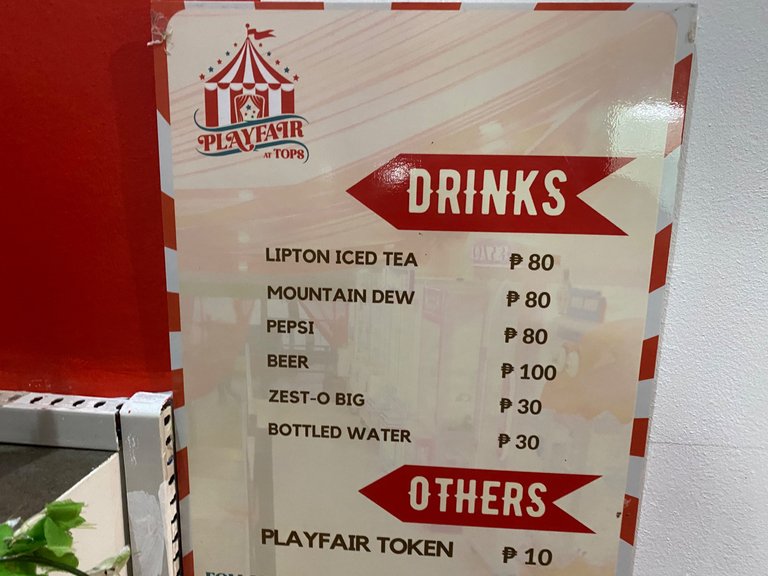 PLAYFAIR
AT TOPS
DRINKS
LIPTON ICED TEA ₱ 80
MOUNTAIN DEW ₱ 80
PEPSI ₱ 80
BEER ₱ 100
ZEST-O BIG ₱ 30
BOTTLED WATER ₱ 30
OTHERS
PLAYFAIR TOKEN ₱ 10